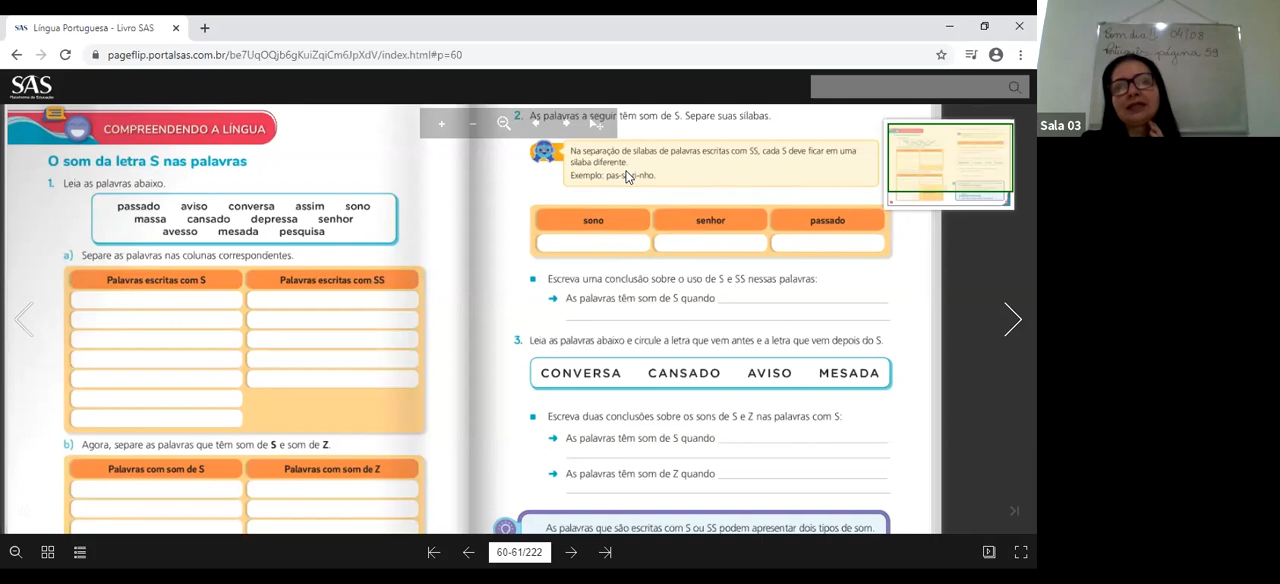 SAS Língua Portuguesa - Livro SAS
pageflip.portalsas.com.br/be7UqOQjb6gKuiZqiCm6JpXdV/index.html#p=60
SAS
Plataforma de Educação
COMPREENDENDO A LÍNGUA
O som da letra S nas palavras
1. Leia as palavras abaixo.
passado aviso conversa assim sono
massa cansado depressa senhor
avesso mesada pesquisa
a) Separe as palavras nas colunas correspondentes.
Palavras escritas com S Palavras escritas com SS
b) Agora, separe as palavras que têm som de S e som de Z.
Palavras com som de S Palavras com som de Z
2. As palavras a seguir têm som de S. Separe suas sílabas.
Na separação de sílabas de palavras escritas com SS, cada S deve ficar em uma
sílaba diferente.
Exemplo: pas-sa-ri-nho.
sono senhor passado
Escreva uma conclusão sobre o uso de S e SS nessas palavras:
As palavras têm som de S quando
3. Leia as palavras abaixo e circule a letra que vem antes e a letra que vem depois do S.
CONVERSA CANSADO AVISO MESADA
Escreva duas conclusões sobre os sons de S e Z nas palavras com S:
As palavras têm som de S quando
As palavras têm som de Z quando
As palavras que são escritas com S ou SS podem apresentar dois tipos de som.
60-61/222
Bom dia!! 04/08
Português página 59
Sala 03